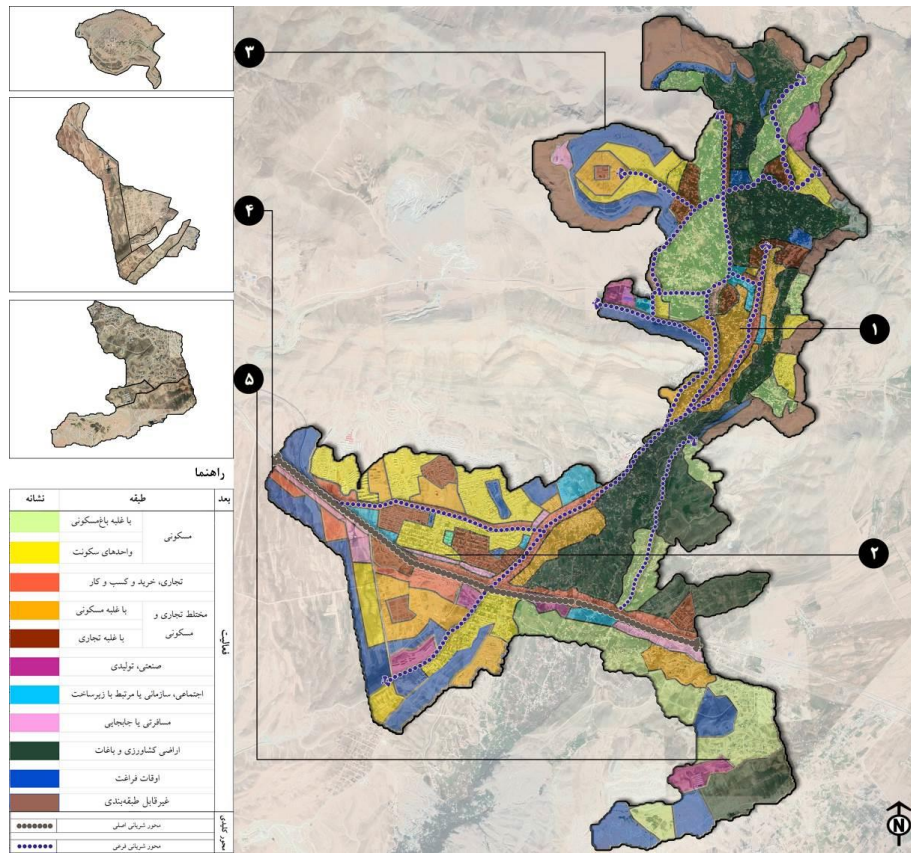 ۳
۴
۱
۵
۲
راهنما
بعد طبقه نشانه
فعالیت
مسکونی
با غلبه باغ‌مسکونی
واحدهای سکونت
تجاری، خرید و کسب و کار
مختلط تجاری و مسکونی
با غلبه مسکونی
با غلبه تجاری
صنعتی، تولیدی
اجتماعی، سازمانی یا مرتبط با زیرساخت
مسافرتی یا جابجایی
اراضی کشاورزی و باغات
اوقات فراغت
غیرقابل طبقه‌بندی
محور کلیدی
محور شریانی اصلی
محور شریانی فرعی
N